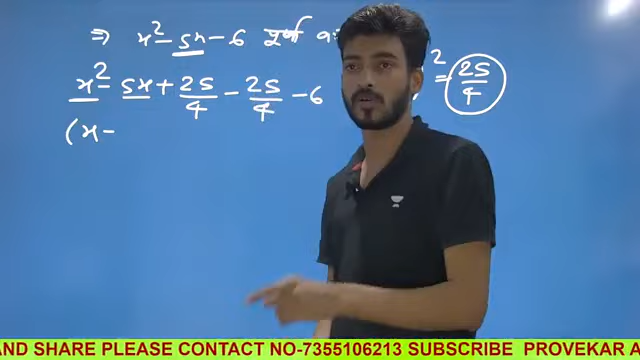 ⇒ x² - 5x - 6 पूर्ण
x² - 5x + 25/4 - 25/4 - 6
² = 25/4
(x -
AND SHARE PLEASE CONTACT NO-7355106213 SUBSCRIBE PROVEKAR A